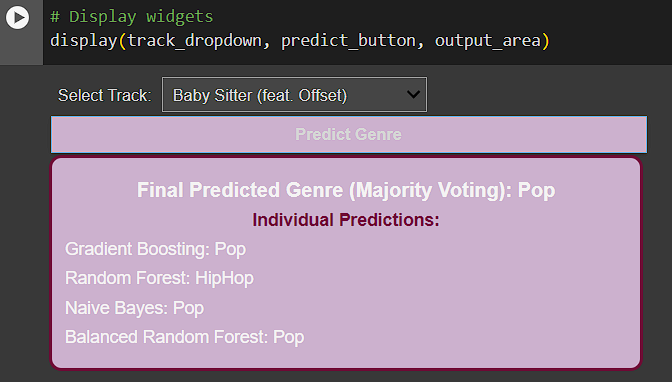 # Display widgets
display(track_dropdown, predict_button, output_area)
Select Track: Baby Sitter (feat. Offset)
Predict Genre
Final Predicted Genre (Majority Voting): Pop
Individual Predictions:
Gradient Boosting: Pop
Random Forest: HipHop
Naive Bayes: Pop
Balanced Random Forest: Pop